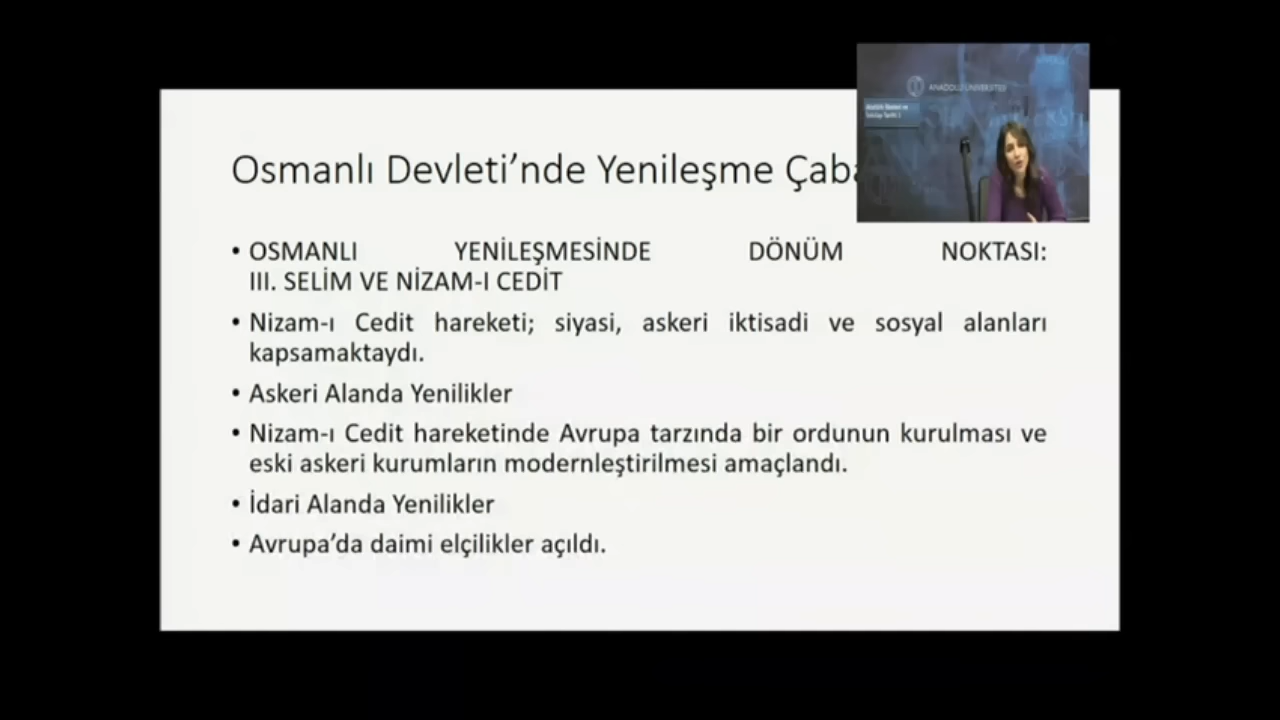 ANADOLU ÜNİVERSİTESİ
Osmanlı Devleti’nde Yenileşme Çaba
• OSMANLI YENİLEŞMESİNDE DÖNÜM NOKTASI:
III. SELİM VE NİZAM-I CEDİT
• Nizam-ı Cedit hareketi; siyasi, askeri iktisadi ve sosyal alanları
kapsamaktaydı.
• Askeri Alanda Yenilikler
• Nizam-ı Cedit hareketinde Avrupa tarzında bir ordunun kurulması ve
eski askeri kurumların modernleştirilmesi amaçlandı.
• İdari Alanda Yenilikler
• Avrupa’da daimi elçilikler açıldı.